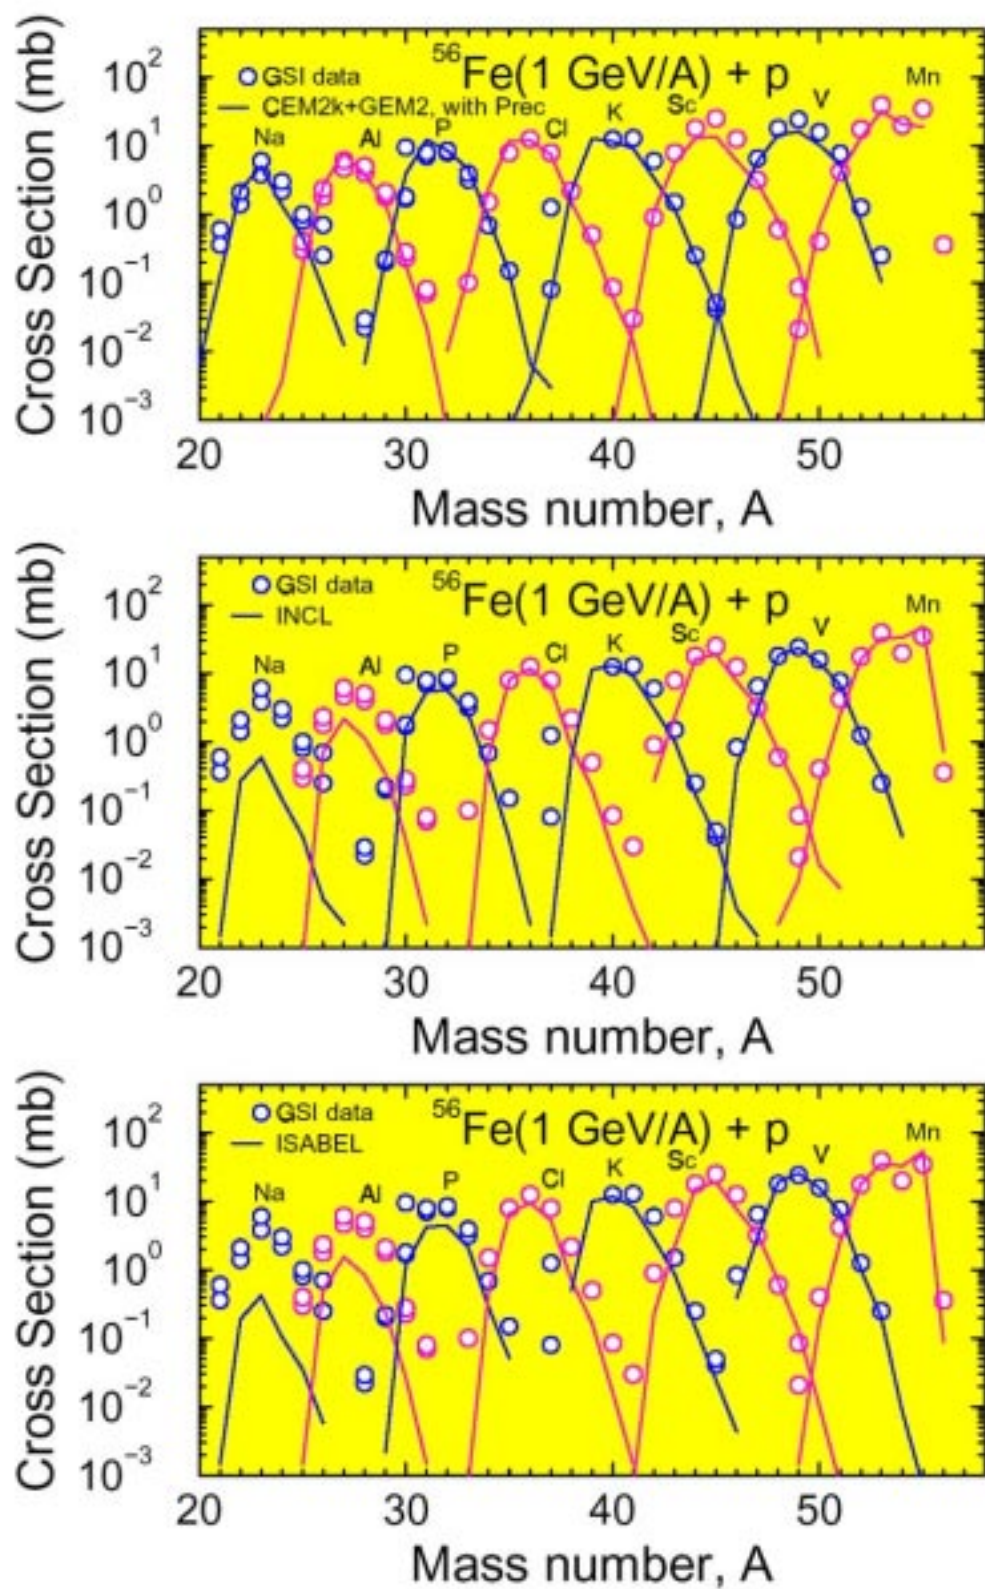 Cross Section (mb)
10²
10¹
10⁰
10⁻¹
10⁻²
10⁻³
⁵⁶Fe(1 GeV/A) + p
GSI data
CEM2k+GEM2, with Prec
Na Al P Cl K Sc V Mn
20 30 40 50
Mass number, A
Cross Section (mb)
10²
10¹
10⁰
10⁻¹
10⁻²
10⁻³
⁵⁶Fe(1 GeV/A) + p
GSI data
INCL
Na Al P Cl K Sc V Mn
20 30 40 50
Mass number, A
Cross Section (mb)
10²
10¹
10⁰
10⁻¹
10⁻²
10⁻³
⁵⁶Fe(1 GeV/A) + p
GSI data
ISABEL
Na Al P Cl K Sc V Mn
20 30 40 50
Mass number, A